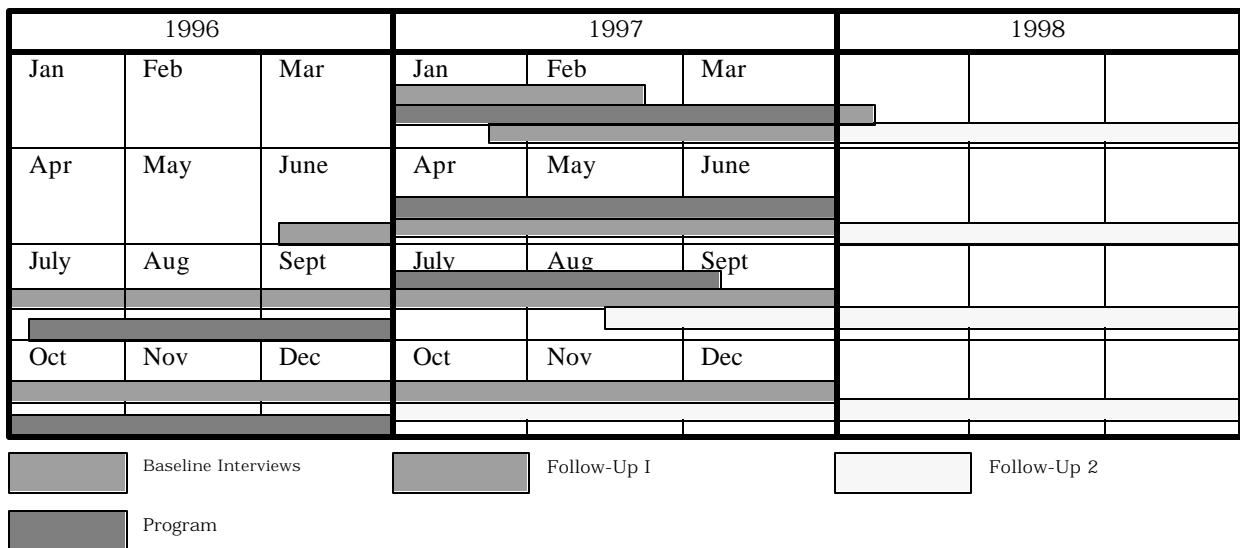 1996 1997 1998
Jan Feb Mar Jan Feb Mar
Apr May June Apr May June
July Aug Sept July Aug Sept
Oct Nov Dec Oct Nov Dec
Baseline Interviews Follow-Up I Follow-Up 2
Program